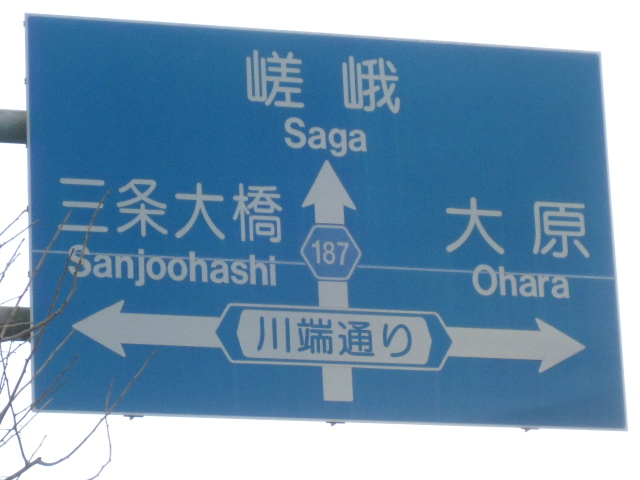 嵯峨
Saga
三条大橋
Sanjoohashi
187
大原
Ohara
川端通り